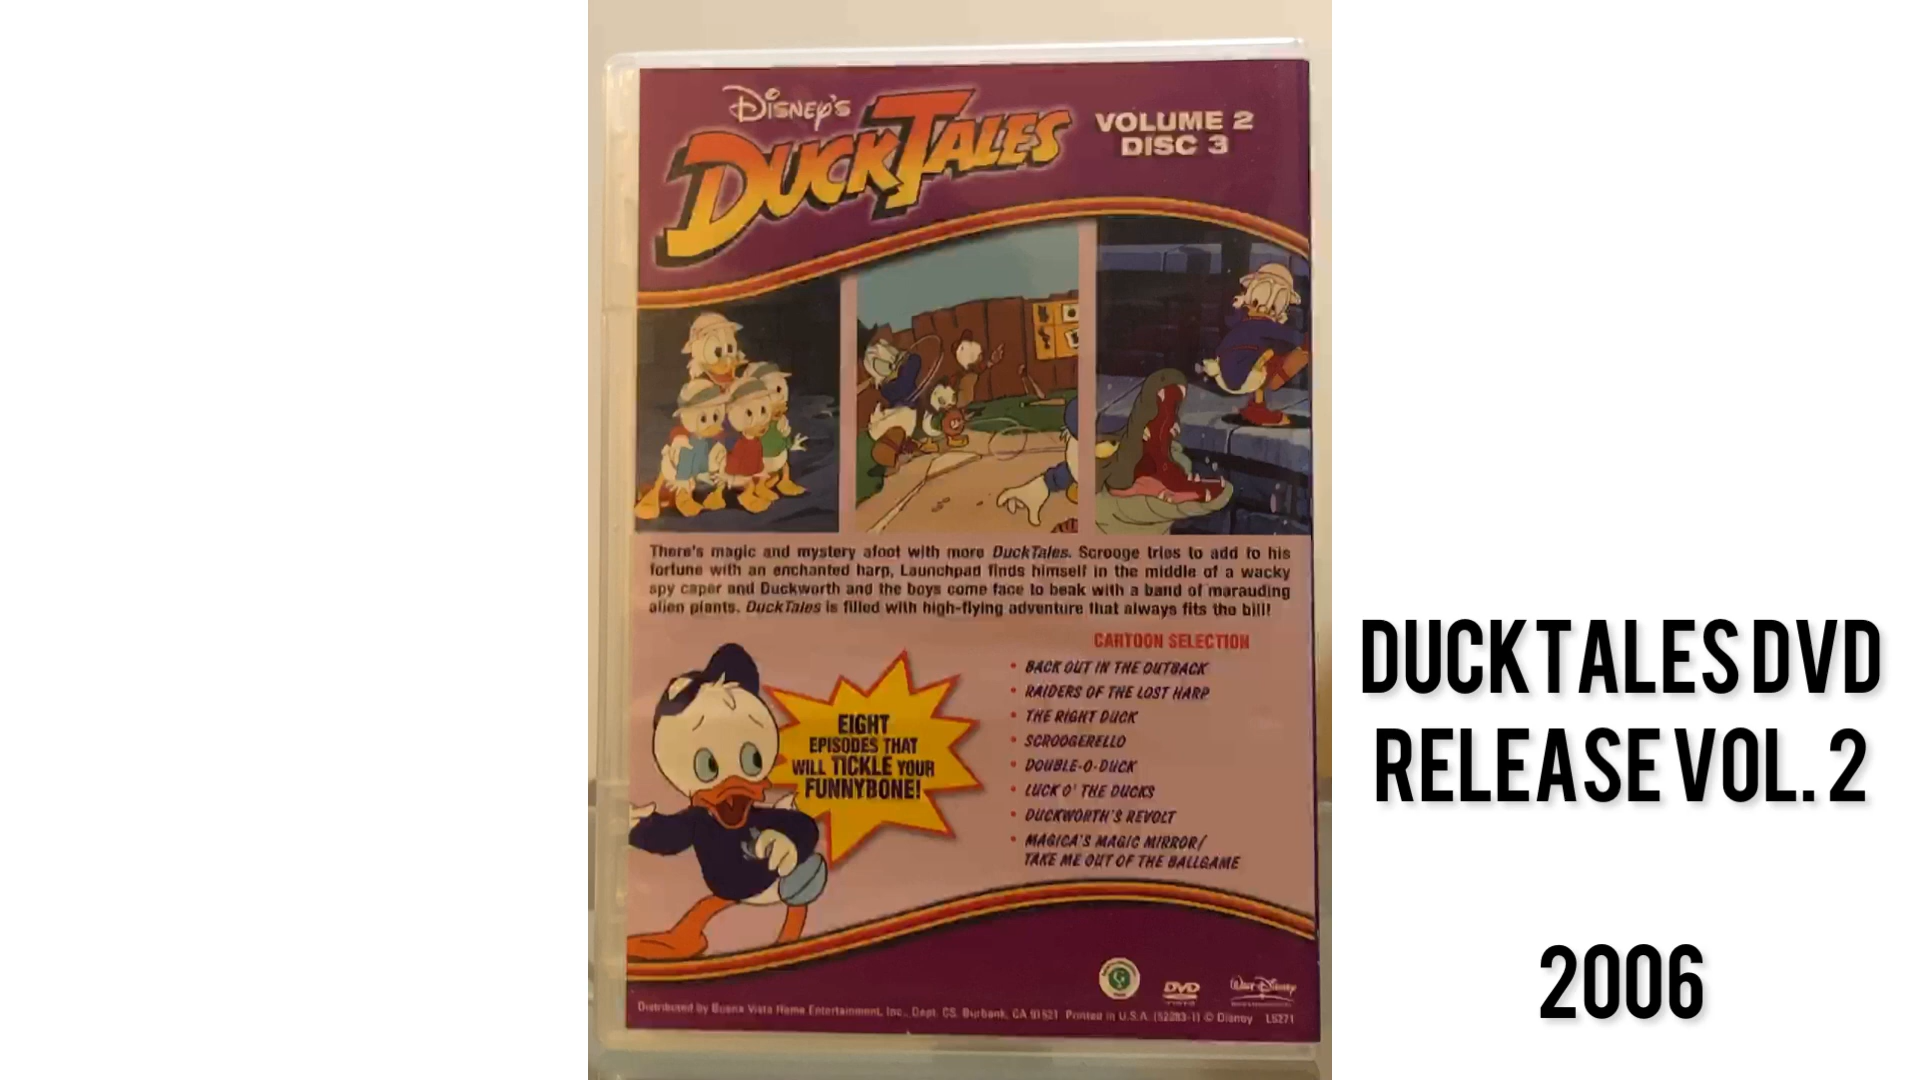 DISNEY'S
DUCKTALES
VOLUME 2
DISC 3
There's magic and mystery afoot with more DuckTales. Scrooge tries to add to his
fortune with an enchanted harp, Launchpad finds himself in the middle of a wacky
spy caper and Duckworth and the boys come face to beak with a band of marauding
alien plants. DuckTales is filled with high-flying adventure that always fits the bill!
CARTOON SELECTION
• BACK OUT IN THE OUTBACK
• RAIDERS OF THE LOST HARP
• THE RIGHT DUCK
• SCROOGERELLO
• DOUBLE-O-DUCK
• LUCK O' THE DUCKS
• DUCKWORTH'S REVOLT
• MAGICA'S MAGIC MIRROR/
TAKE ME OUT OF THE BALLGAME
EIGHT
EPISODES THAT
WILL TICKLE YOUR
FUNNYBONE!
G
DVD
Walt Disney
Distributed by Buena Vista Home Entertainment, Inc., Dept. CS, Burbank, CA 91521 Printed in U.S.A. (52283-1) © Disney L5271
DUCKTALES DVD
RELEASE VOL. 2
2006